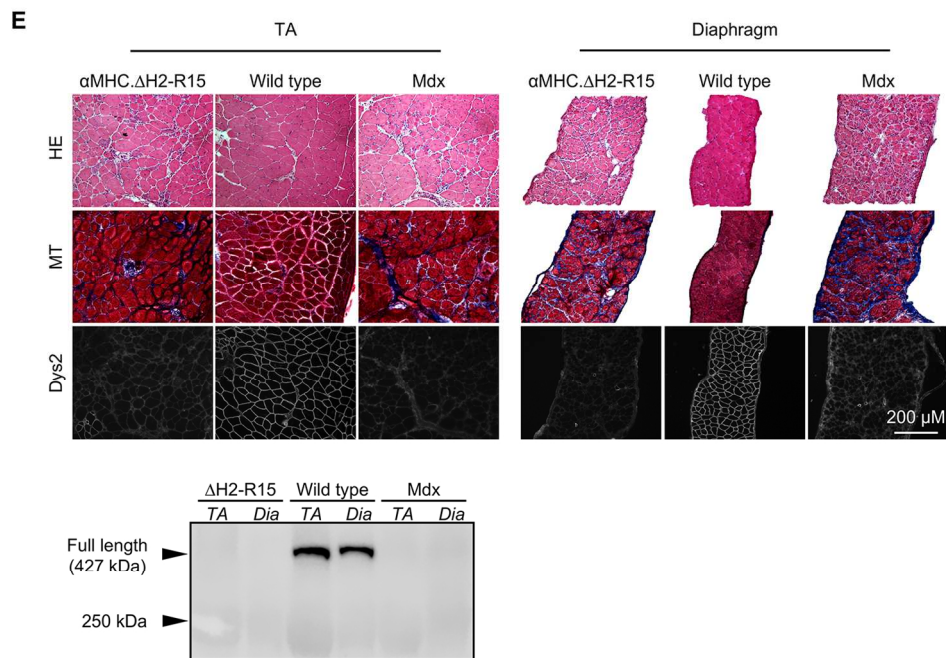 E
TA Diaphragm
αMHC.ΔH2-R15 Wild type Mdx αMHC.ΔH2-R15 Wild type Mdx
HE
MT
Dys2
200 μM
ΔH2-R15 Wild type Mdx
TA Dia TA Dia TA Dia
Full length
(427 kDa)
250 kDa